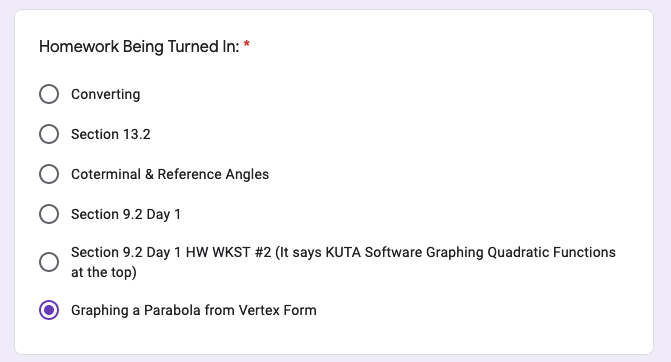 Homework Being Turned In: *
Converting
Section 13.2
Coterminal & Reference Angles
Section 9.2 Day 1
Section 9.2 Day 1 HW WKST #2 (It says KUTA Software Graphing Quadratic Functions
at the top)
Graphing a Parabola from Vertex Form